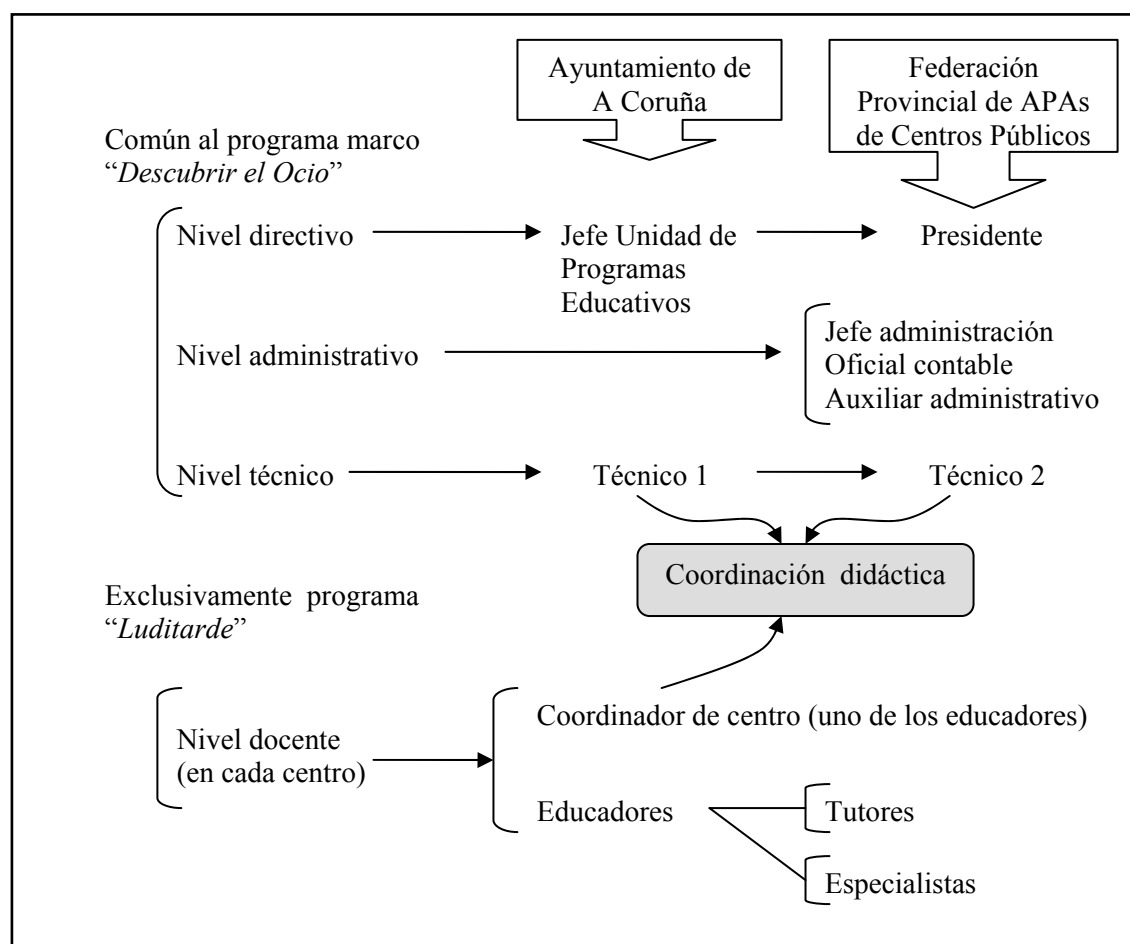 Ayuntamiento de
A Coruña
Federación
Provincial de APAs
de Centros Públicos
Común al programa marco
“Descubrir el Ocio”
Nivel directivo
Jefe Unidad de
Programas
Educativos
Presidente
Nivel administrativo
Jefe administración
Oficial contable
Auxiliar administrativo
Nivel técnico
Técnico 1
Técnico 2
Coordinación didáctica
Exclusivamente programa
“Luditarde”
Nivel docente
(en cada centro)
Coordinador de centro (uno de los educadores)
Educadores
Tutores
Especialistas